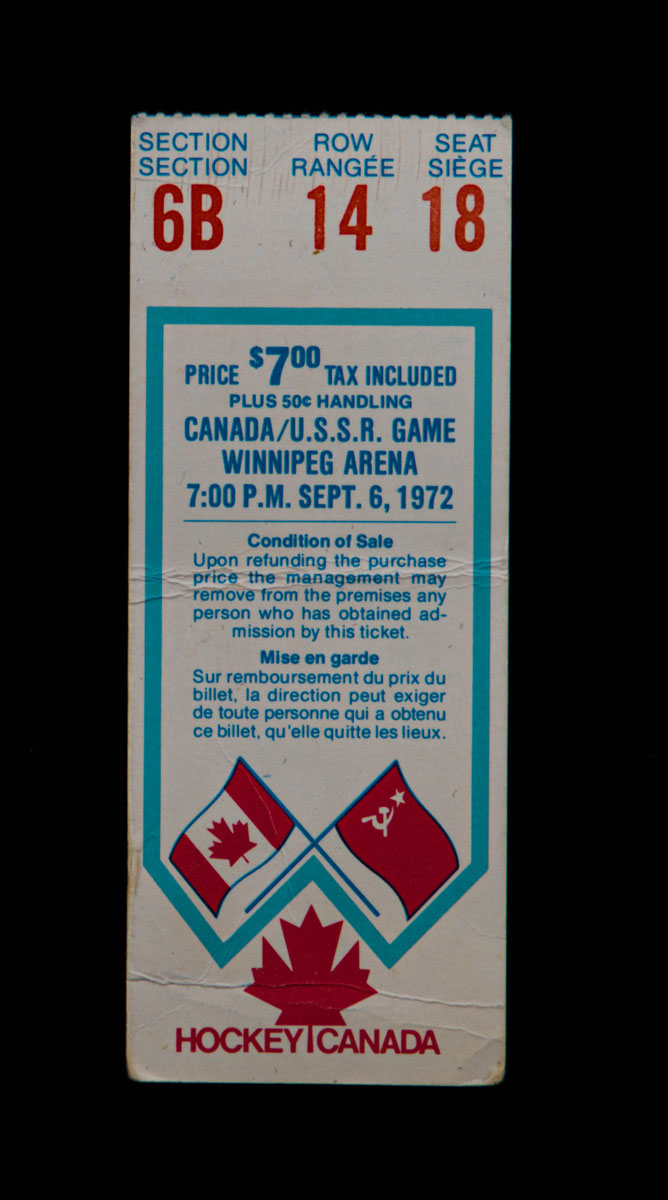 SECTION ROW SEAT
SECTION RANGÉE SIÈGE
6B 14 18
PRICE $7.00 TAX INCLUDED
PLUS 50¢ HANDLING
CANADA/U.S.S.R. GAME
WINNIPEG ARENA
7:00 P.M. SEPT. 6, 1972
Condition of Sale
Upon refunding the purchase
price the management may
remove from the premises any
person who has obtained ad-
mission by this ticket.
Mise en garde
Sur remboursement du prix du
billet, la direction peut exiger
de toute personne qui a obtenu
ce billet, qu'elle quitte les lieux.
HOCKEY CANADA